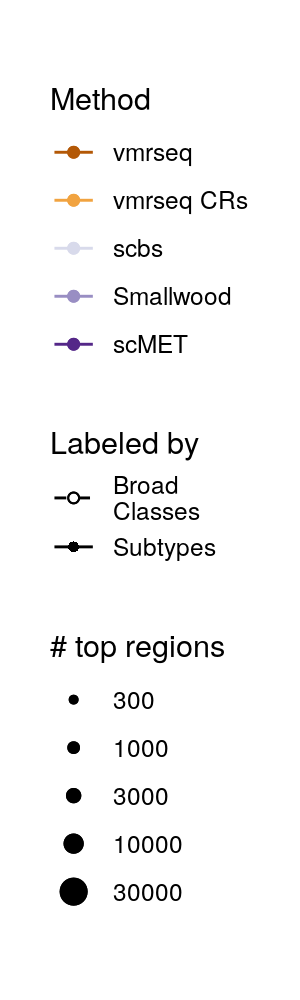 Method
vmrseq
vmrseq CRs
scbs
Smallwood
scMET
Labeled by
Broad
Classes
Subtypes
# top regions
300
1000
3000
10000
30000